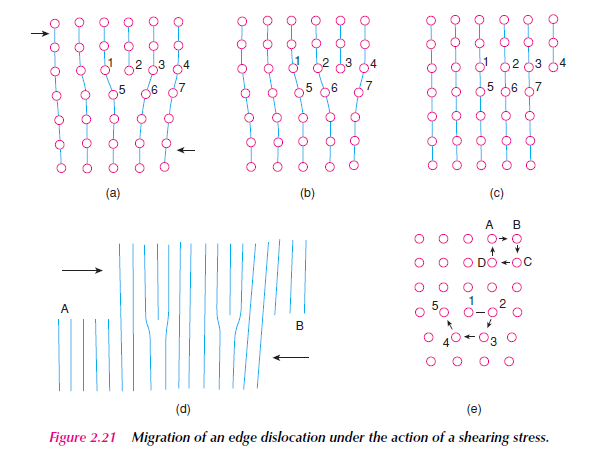 1 2 3 4
5 6 7
(a)
1 2 3 4
5 6 7
(b)
1 2 3 4
5 6 7
(c)
A
B
(d)
A B
D C
5 1 2
4 3
(e)
Figure 2.21 Migration of an edge dislocation under the action of a shearing stress.